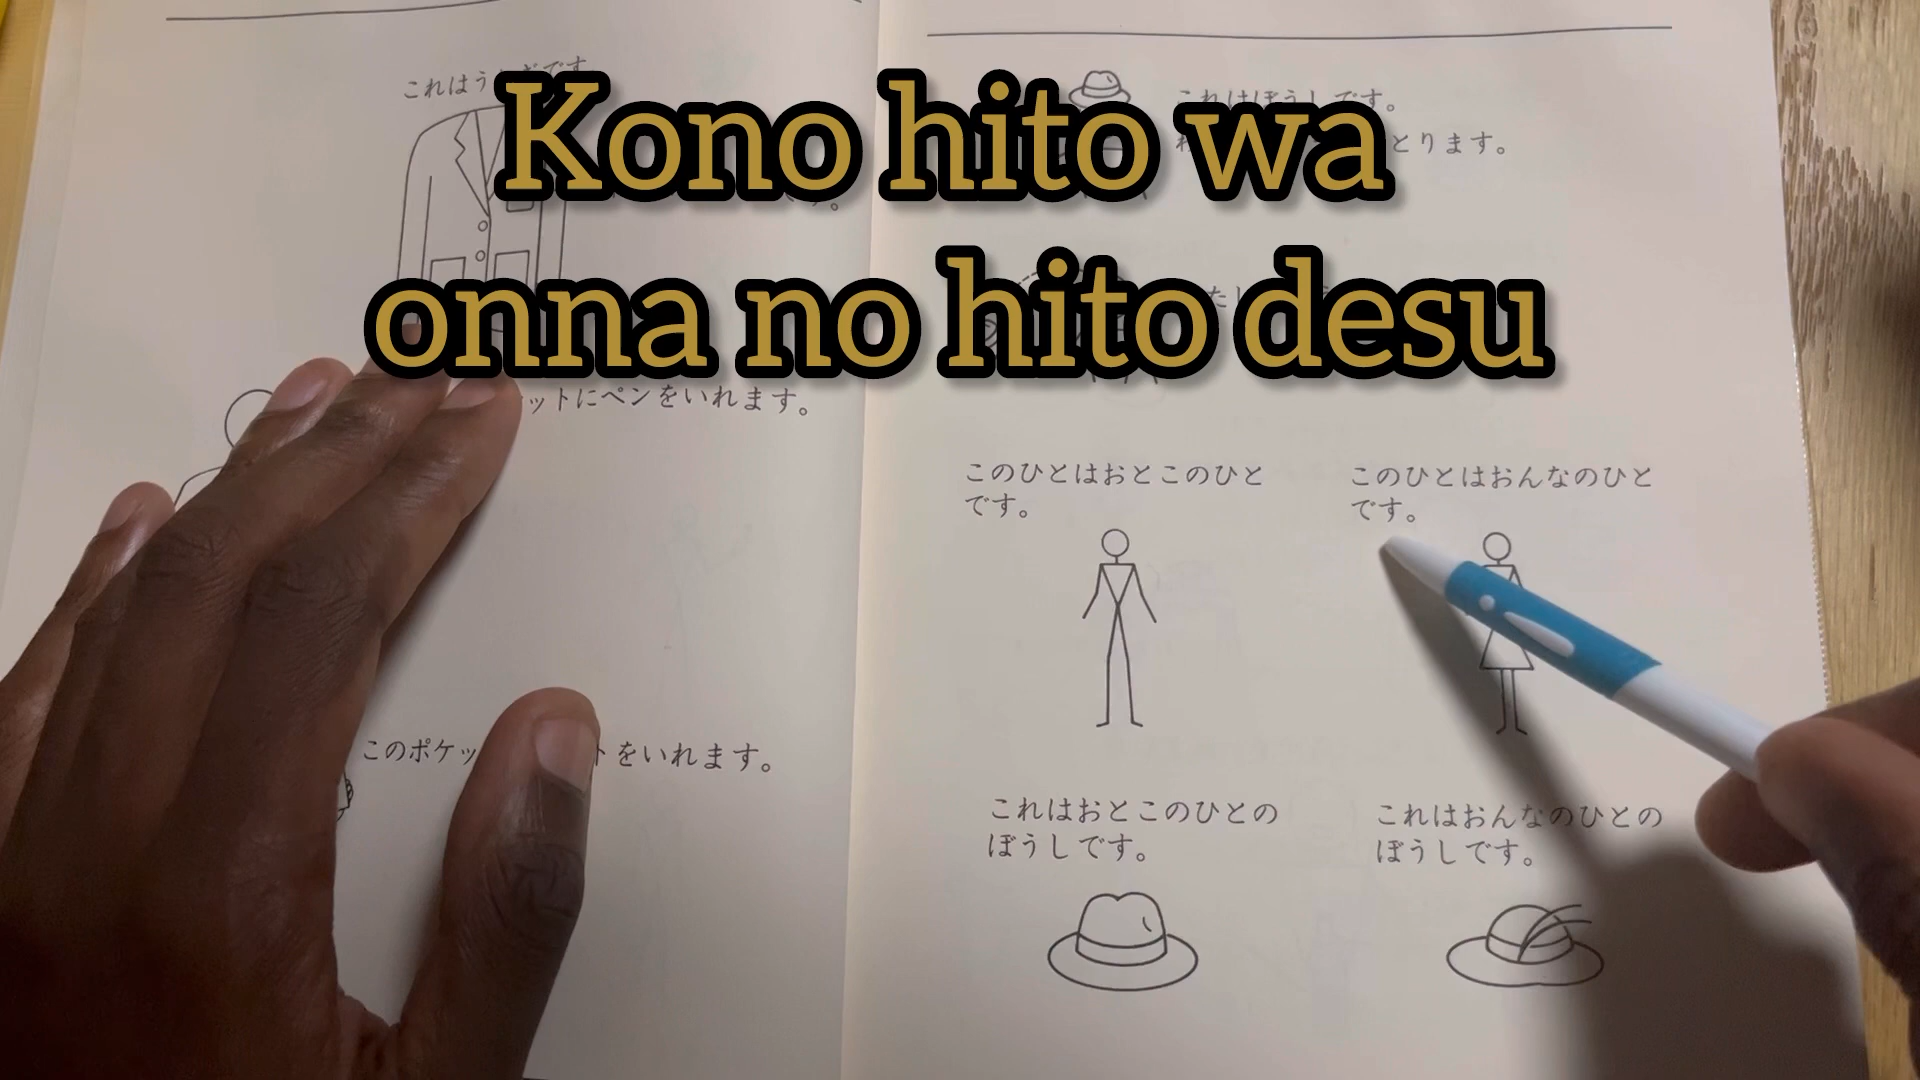 Kono hito wa
onna no hito desu
これは
これはぼうしです。
とります。
ットにペンをいれます。
このひとはおとこのひと
です。
このひとはおんなのひと
です。
このポケッ
をいれます。
これはおとこのひとの
ぼうしです。
これはおんなのひとの
ぼうしです。